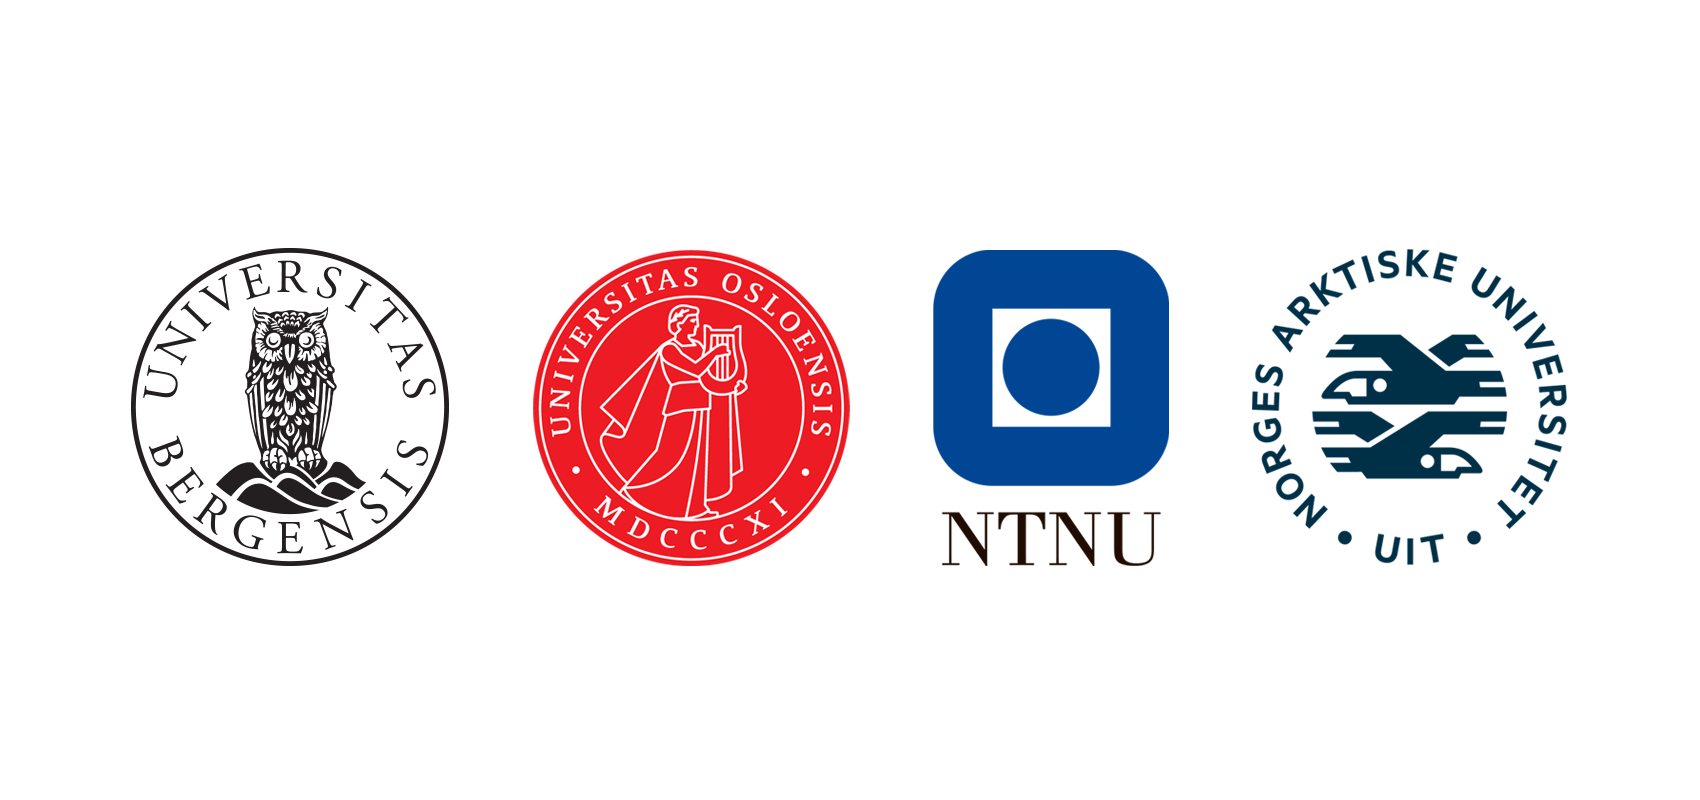 UNIVERSITAS
BERGENSIS
UNIVERSITAS OSLOENSIS
MDCCCXI
NTNU
NORGES ARKTISKE UNIVERSITET
• UIT •